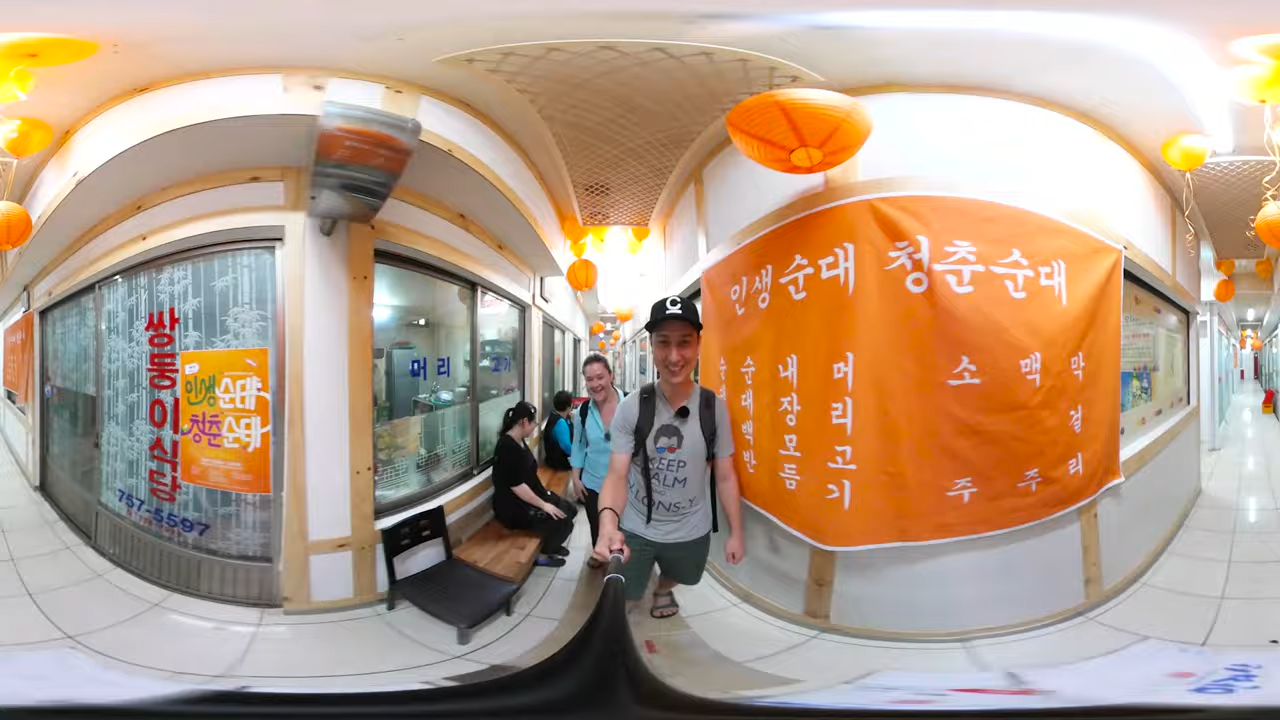 쌍둥이식당
757-5597
인생순대
청춘순대
머리 고기
C
KEEP
CALM
인생순대 청춘순대
순대백반
내장모듬
머리고기
소 주
맥 주
막걸리